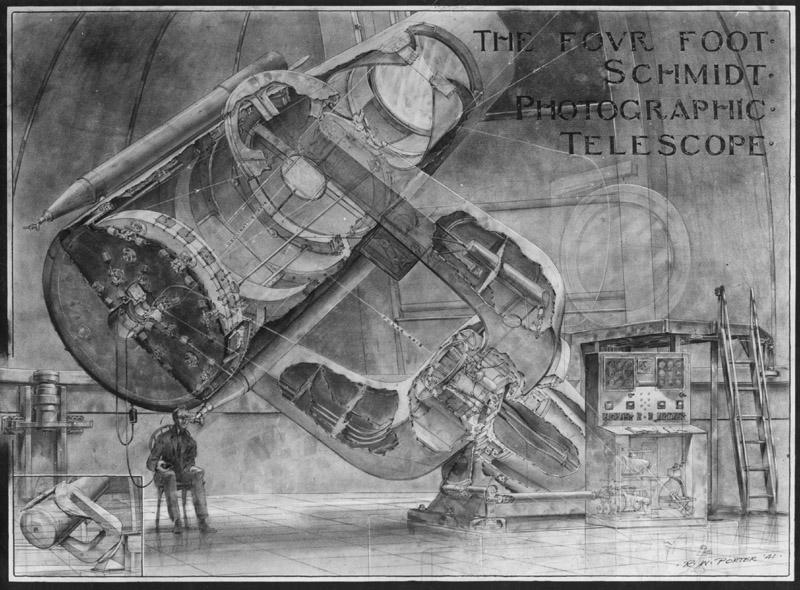 THE FOVR FOOT·
SCHMIDT·
PHOTOGRAPHIC·
TELESCOPE·
·R·W·PORTER '41·